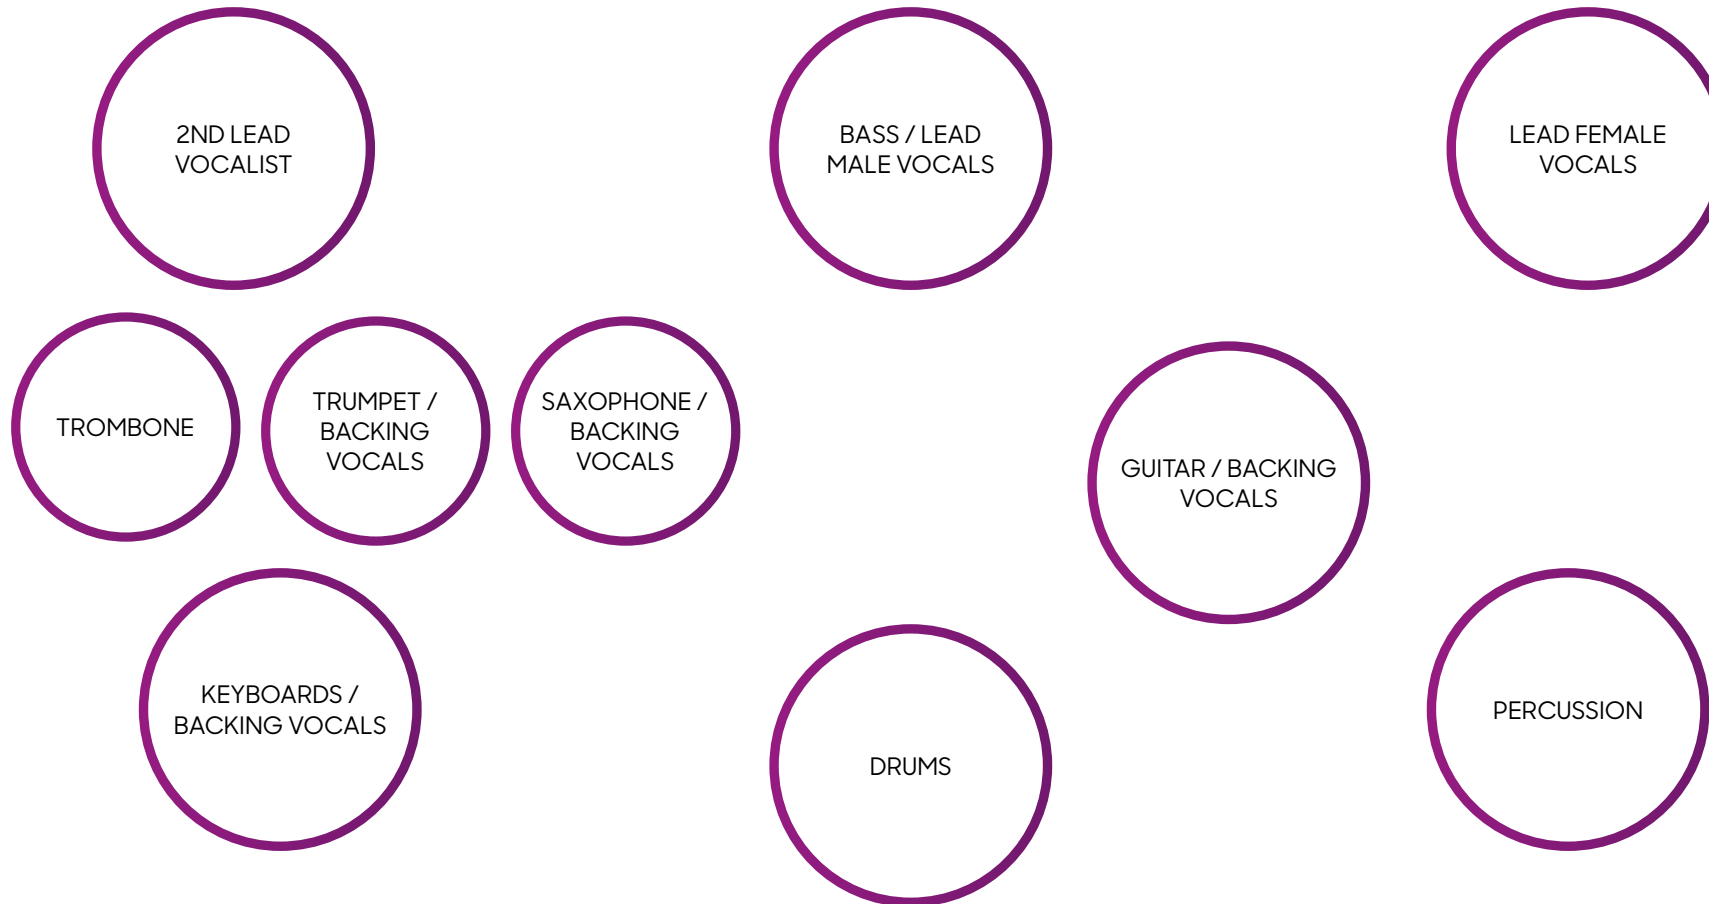 2ND LEAD
VOCALIST
BASS / LEAD
MALE VOCALS
LEAD FEMALE
VOCALS
TROMBONE
TRUMPET /
BACKING
VOCALS
SAXOPHONE /
BACKING
VOCALS
GUITAR / BACKING
VOCALS
KEYBOARDS /
BACKING VOCALS
DRUMS
PERCUSSION